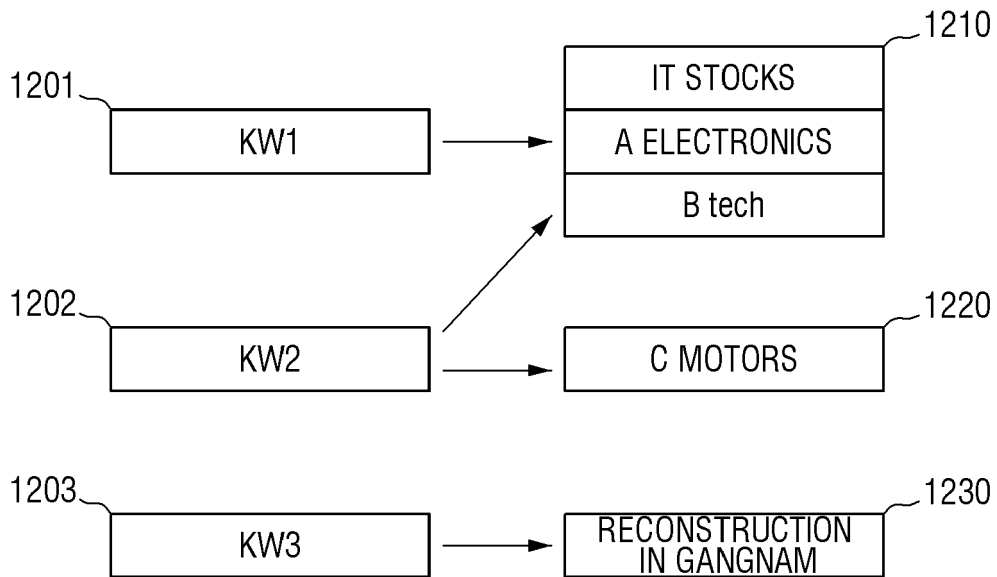 1210
IT STOCKS
1201
KW1
A ELECTRONICS
B tech
1202
1220
KW2
C MOTORS
1203
1230
KW3
RECONSTRUCTION
IN GANGNAM